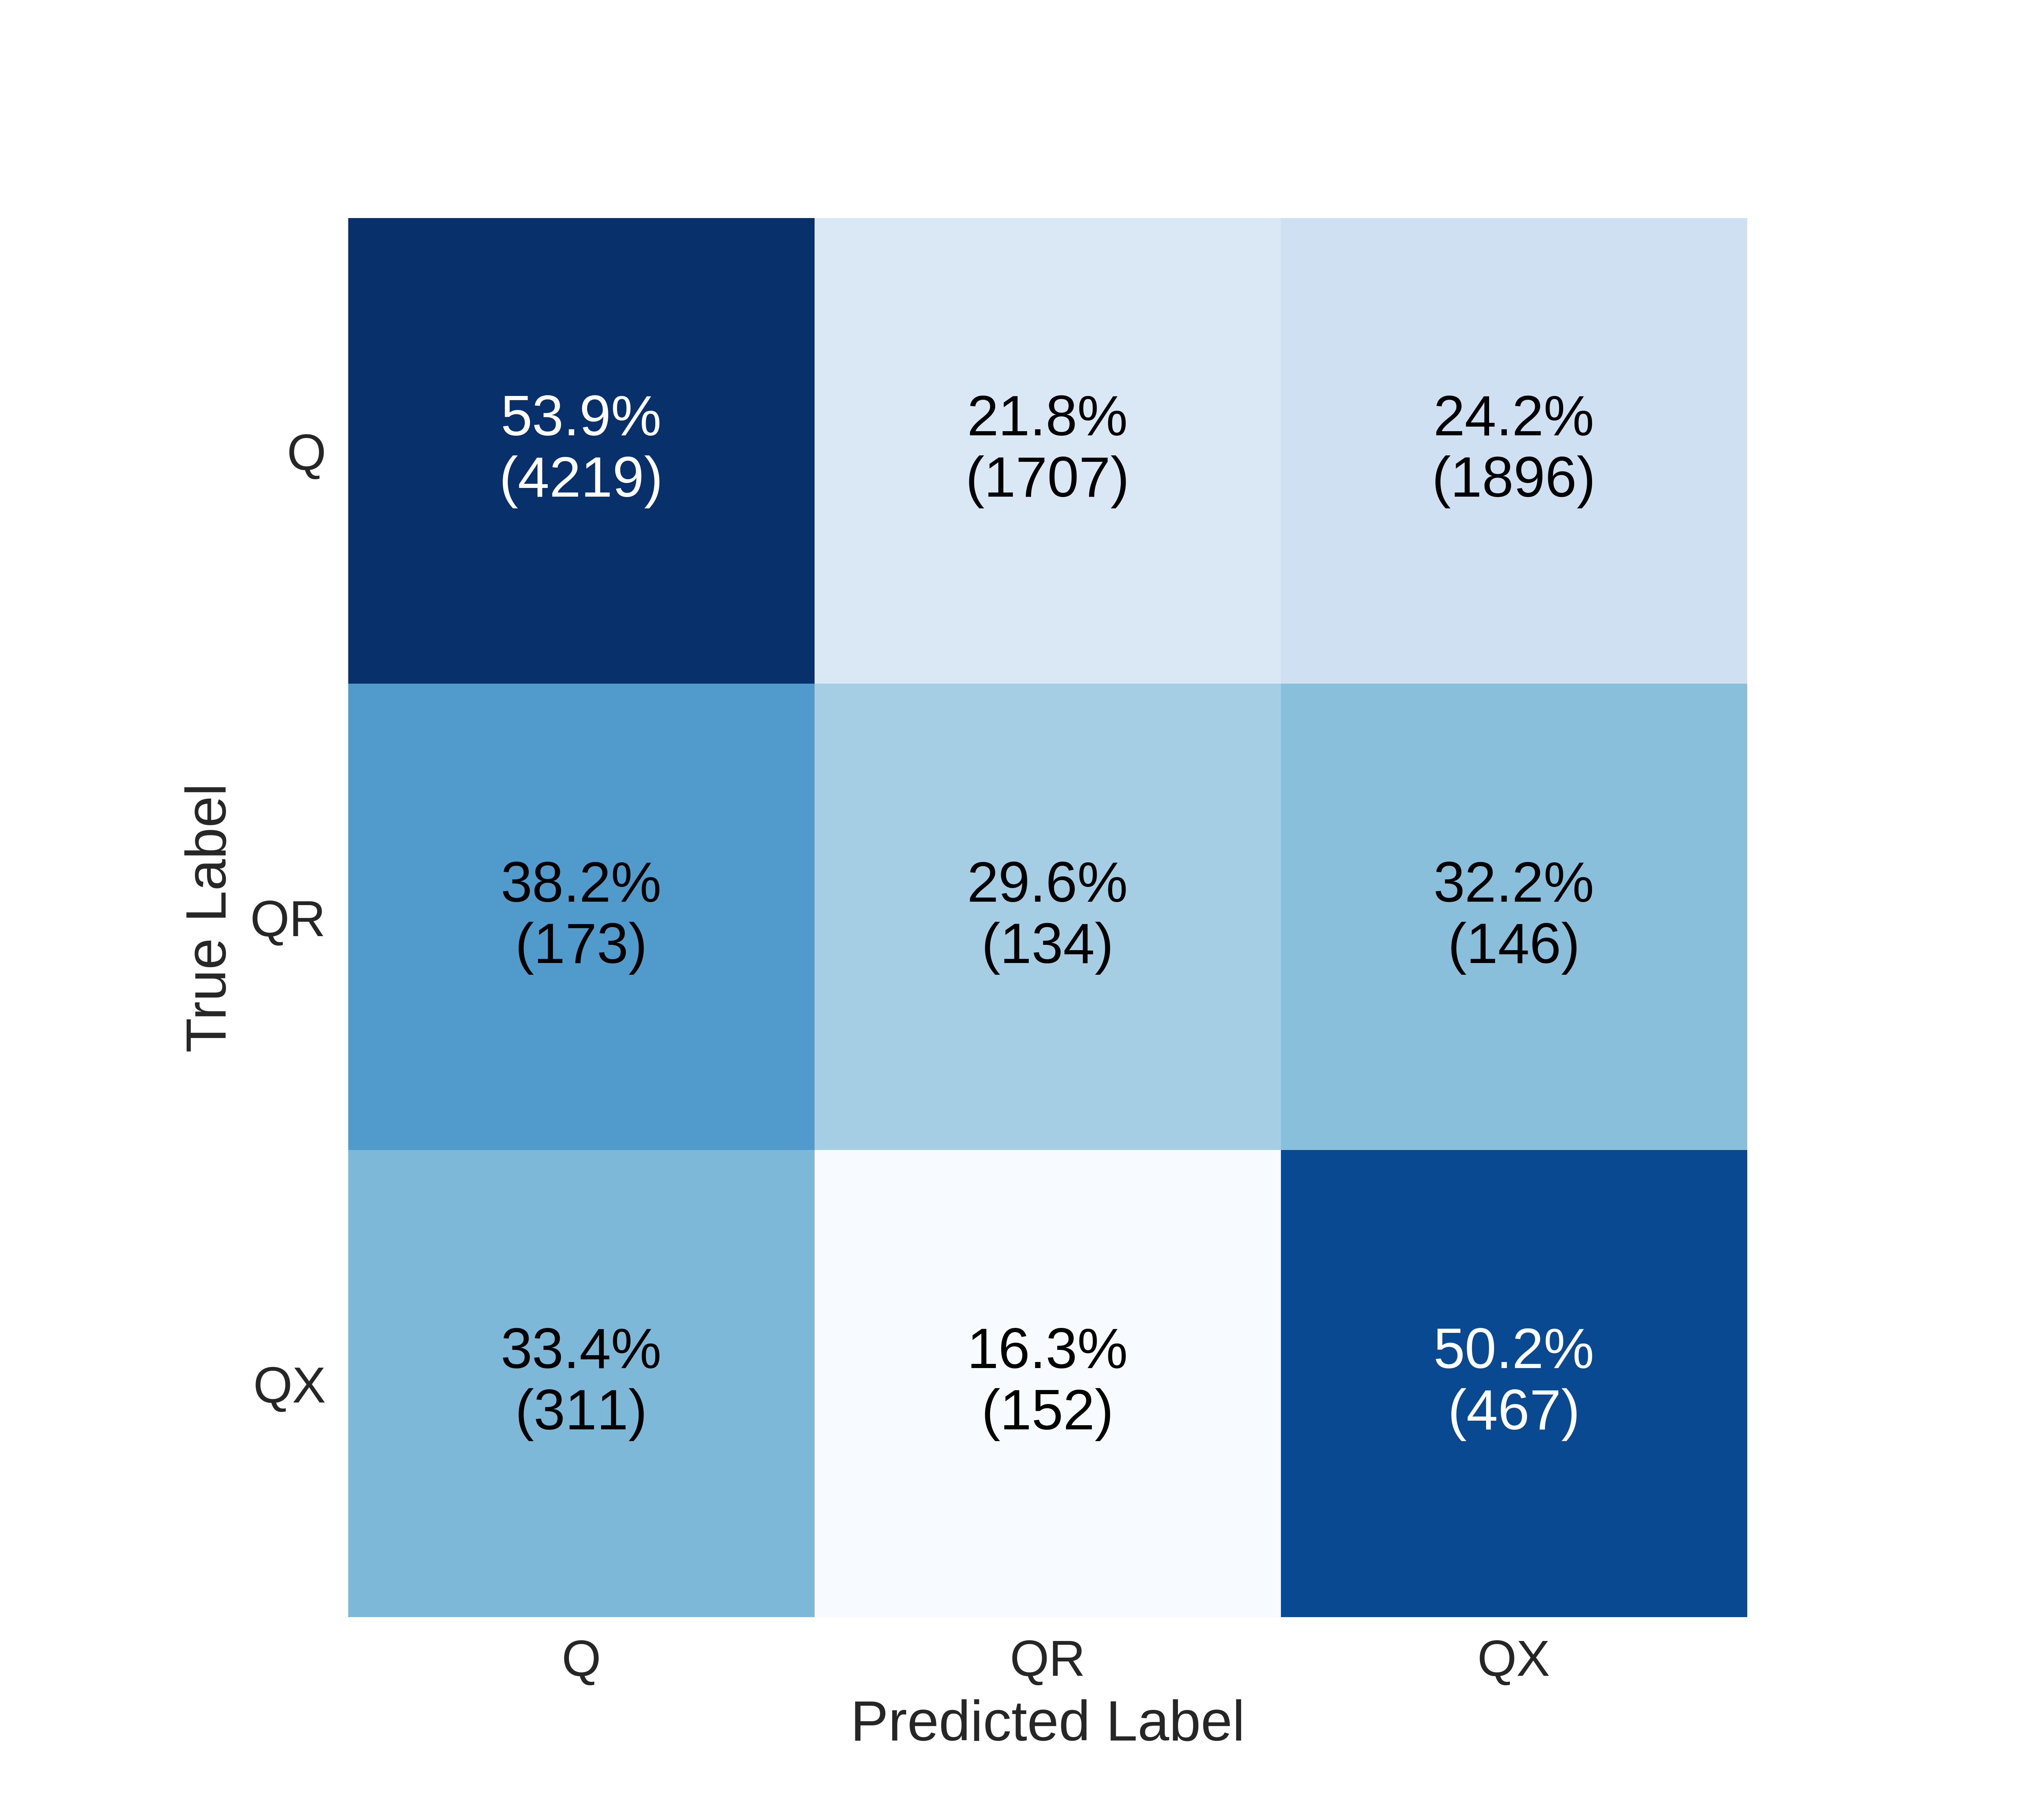 53.9%
(4219)
21.8%
(1707)
24.2%
(1896)
Q
38.2%
(173)
29.6%
(134)
32.2%
(146)
QR
True Label
33.4%
(311)
16.3%
(152)
50.2%
(467)
QX
Q
QR
QX
Predicted Label